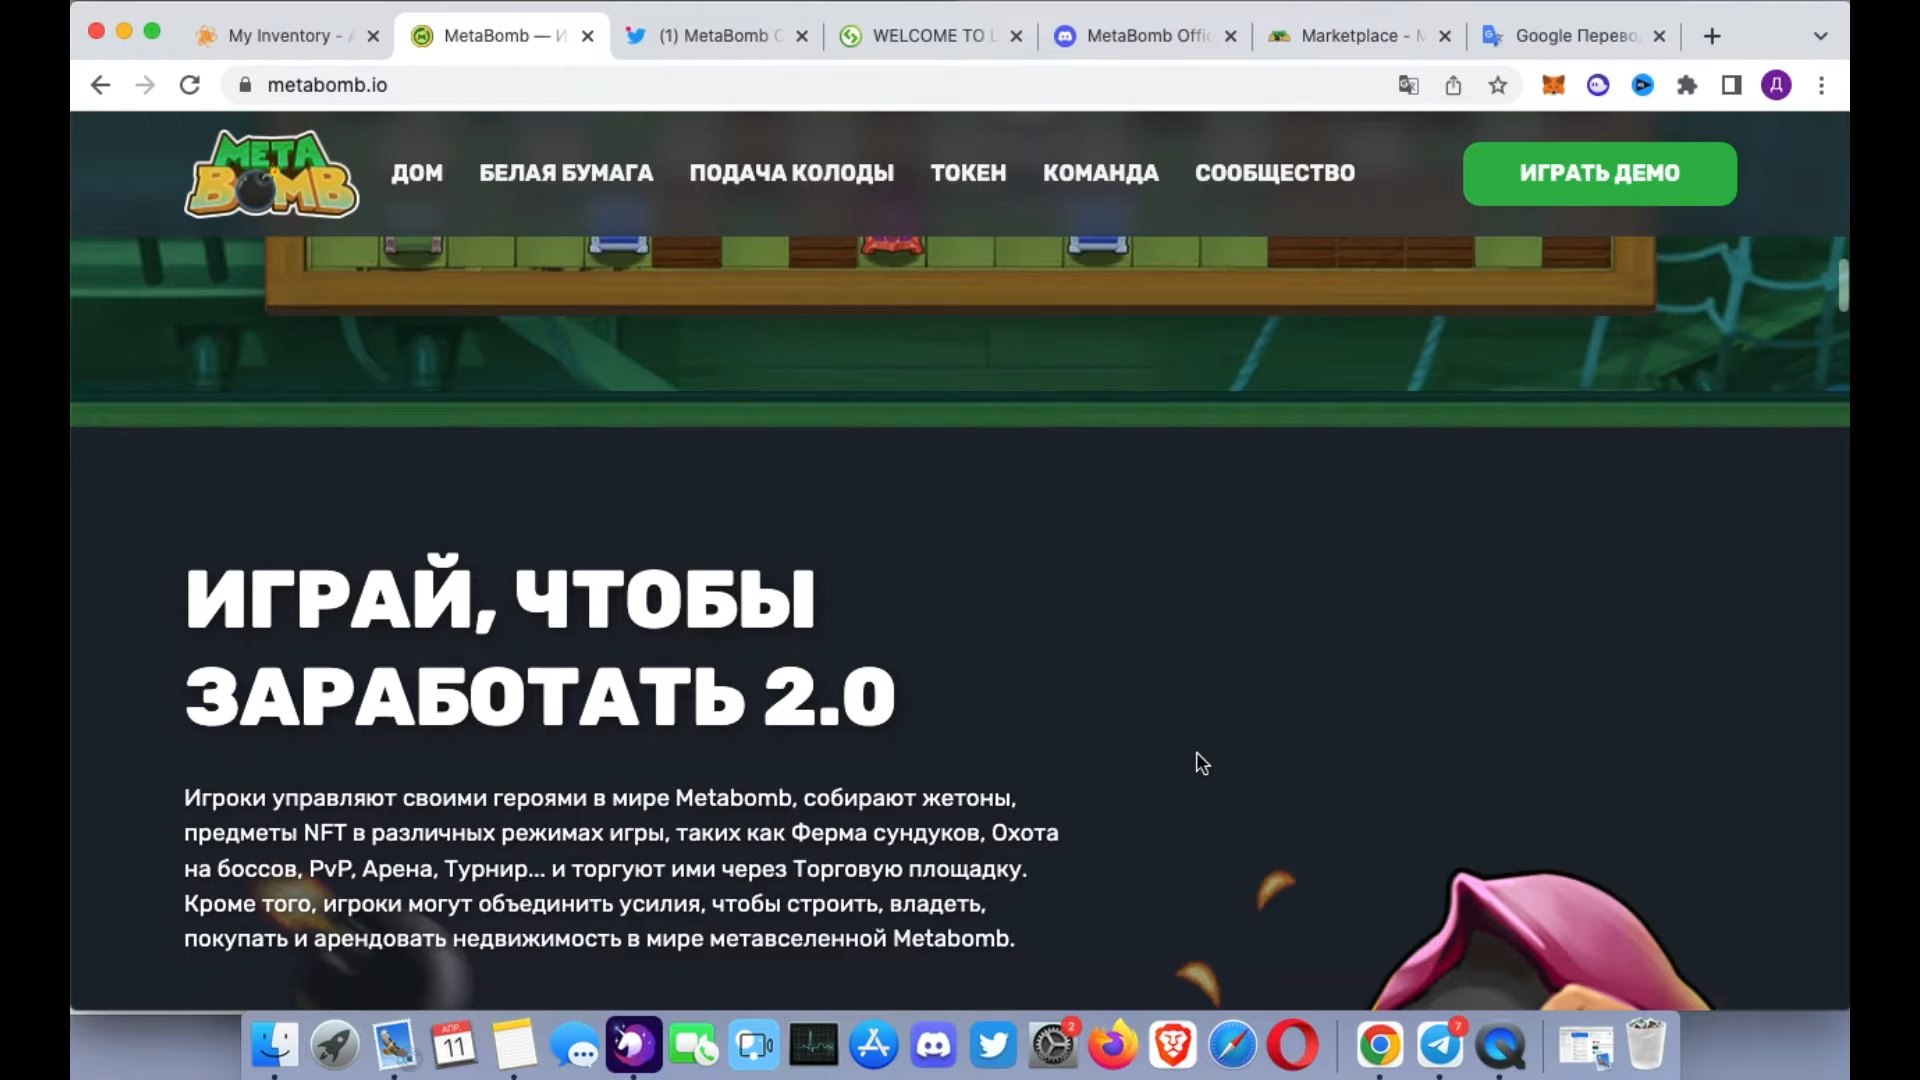 My Inventory - A
MetaBomb — И
(1) MetaBomb O
WELCOME TO L
MetaBomb Offic
Marketplace - M
Google Перево
metabomb.io
Д
META
BOMB
ДОМ
БЕЛАЯ БУМАГА
ПОДАЧА КОЛОДЫ
ТОКЕН
КОМАНДА
СООБЩЕСТВО
ИГРАТЬ ДЕМО
ИГРАЙ, ЧТОБЫ
ЗАРАБОТАТЬ 2.0
Игроки управляют своими героями в мире Metabomb, собирают жетоны,
предметы NFT в различных режимах игры, таких как Ферма сундуков, Охота
на боссов, PvP, Арена, Турнир... и торгуют ими через Торговую площадку.
Кроме того, игроки могут объединить усилия, чтобы строить, владеть,
покупать и арендовать недвижимость в мире метавселенной Metabomb.
АПР
11
2
7